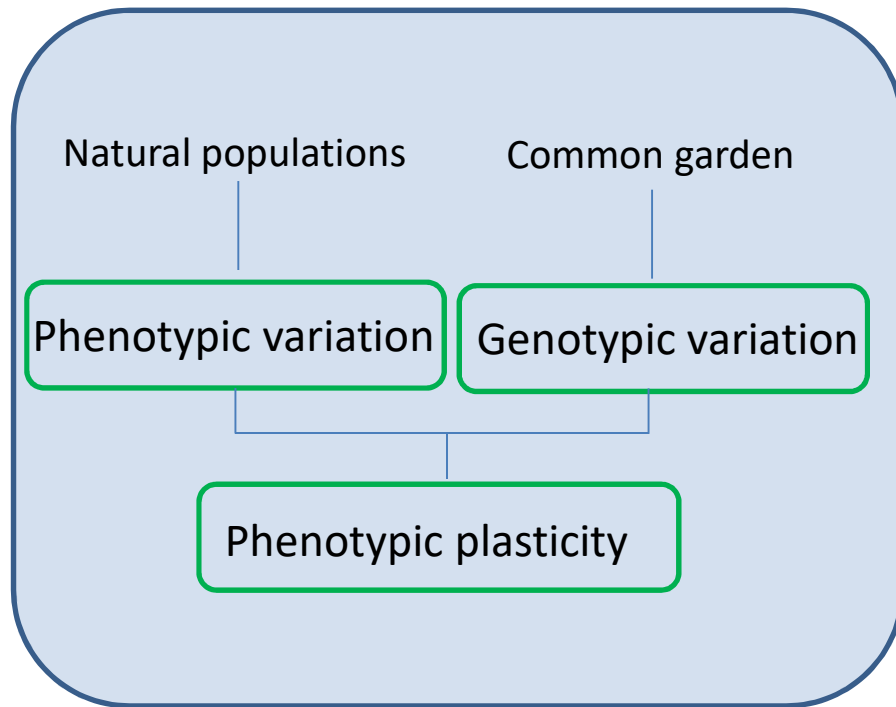 Natural populations
Common garden
Phenotypic variation
Genotypic variation
Phenotypic plasticity